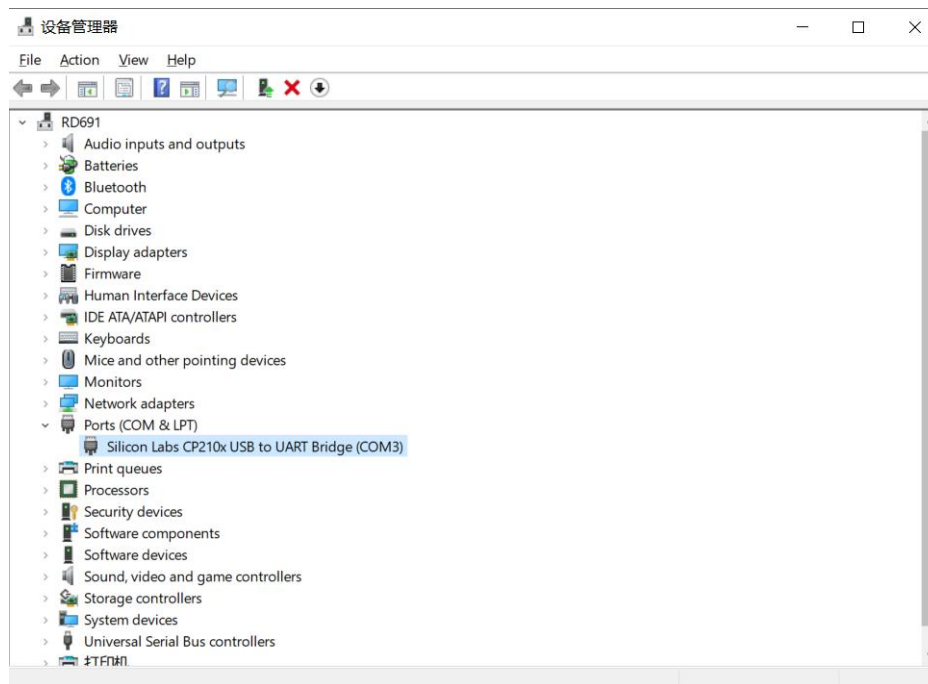 设备管理器
File Action View Help
RD691
Audio inputs and outputs
Batteries
Bluetooth
Computer
Disk drives
Display adapters
Firmware
Human Interface Devices
IDE ATA/ATAPI controllers
Keyboards
Mice and other pointing devices
Monitors
Network adapters
Ports (COM & LPT)
Silicon Labs CP210x USB to UART Bridge (COM3)
Print queues
Processors
Security devices
Software components
Software devices
Sound, video and game controllers
Storage controllers
System devices
Universal Serial Bus controllers
打印机